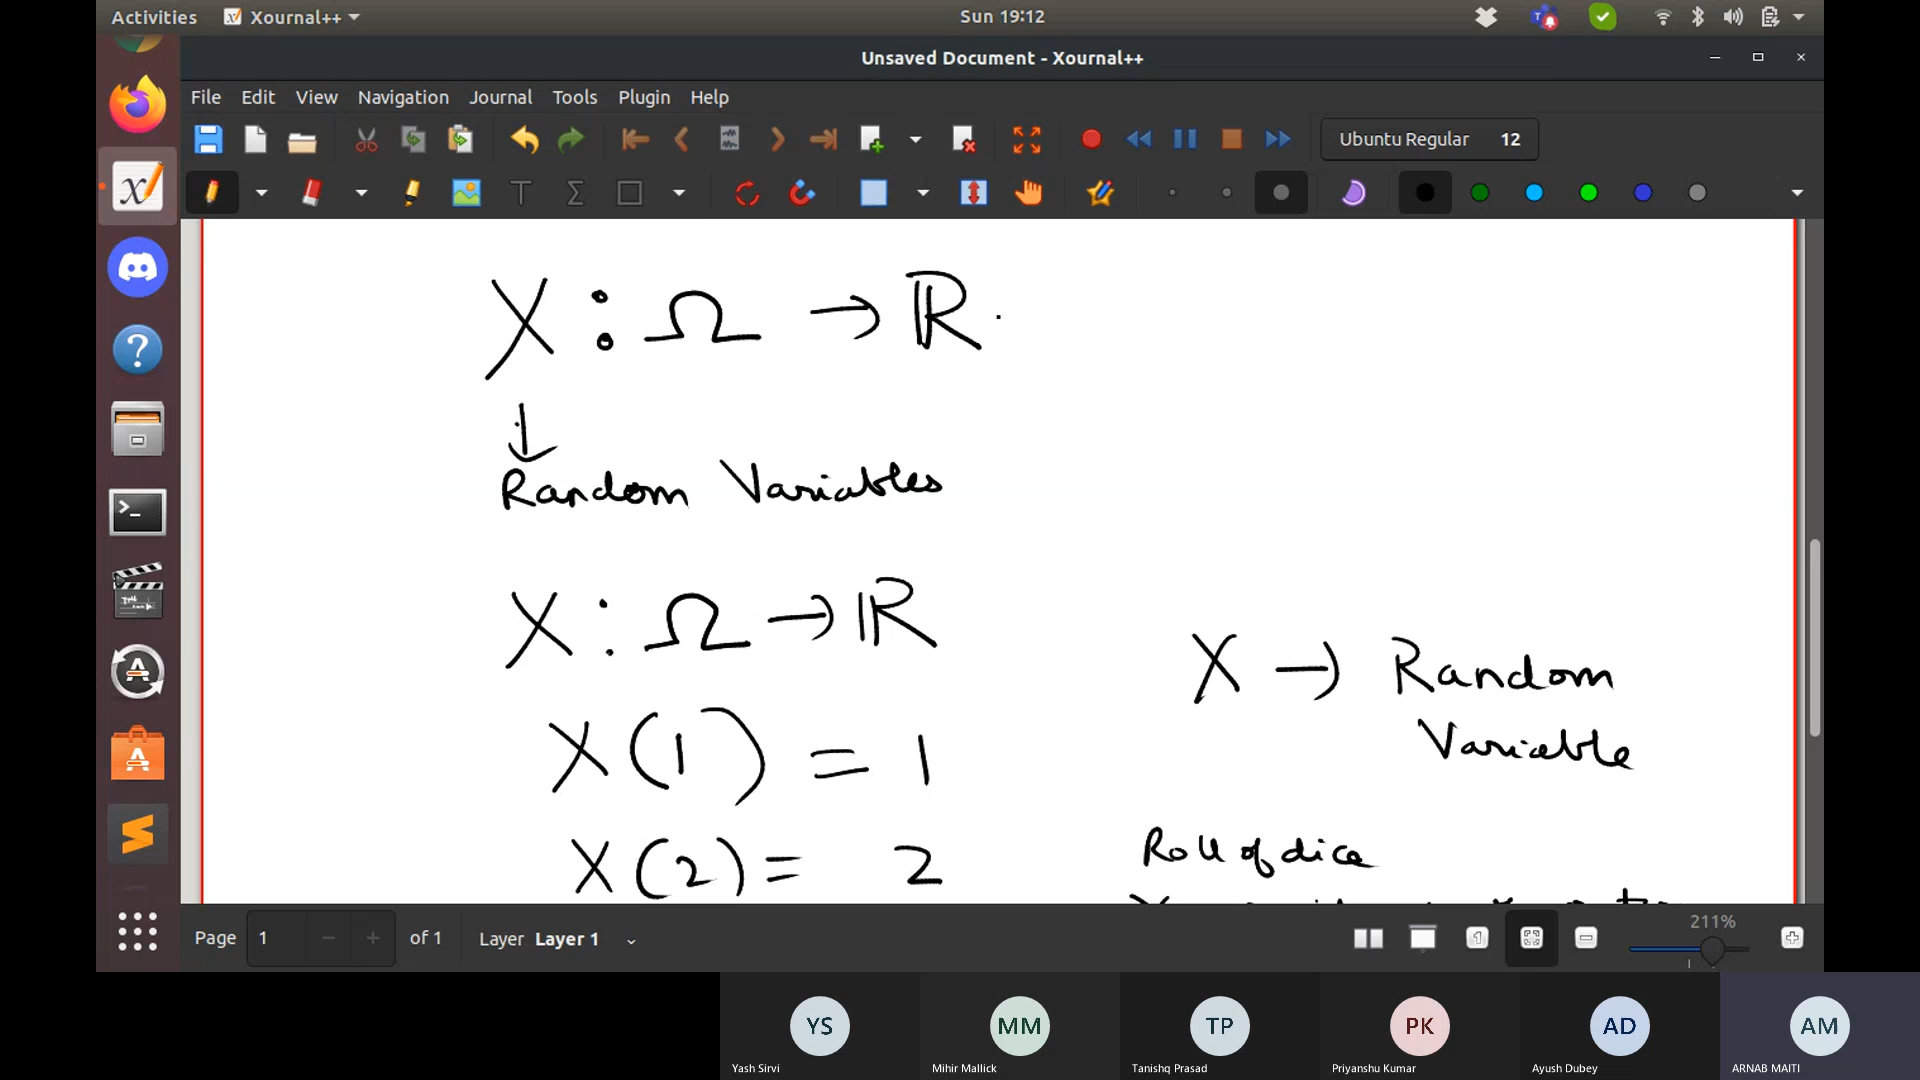 Activities Xournal++ Sun 19:12
Unsaved Document - Xournal++
File Edit View Navigation Journal Tools Plugin Help
Ubuntu Regular 12
X : Ω → ℝ.
↓
Random Variables
X : Ω → ℝ
X → Random
Variable
X(1) = 1
Roll of dice
X(2) = 2
Page 1 of 1 Layer Layer 1 211%
YS MM TP PK AD AM
Yash Sirvi Mihir Mallick Tanishq Prasad Priyanshu Kumar Ayush Dubey ARNAB MAITI